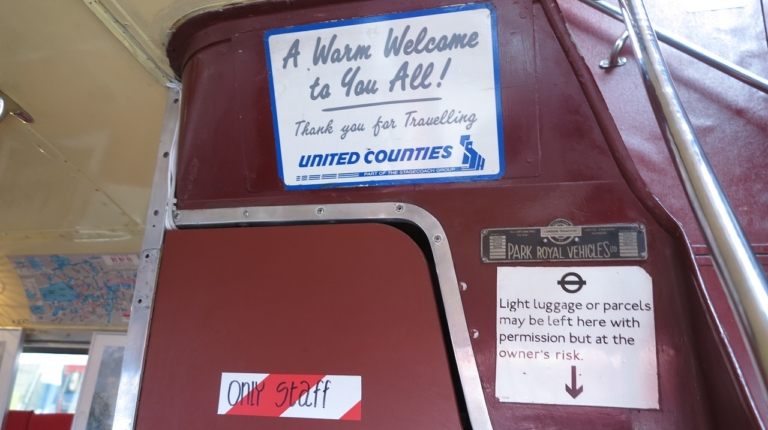 A Warm Welcome
to You All!
Thank you for Travelling
UNITED COUNTIES
PART OF THE STAGECOACH GROUP
PARK ROYAL VEHICLES LTD
Light luggage or parcels
may be left here with
permission but at the
owner's risk.
ONLY Staff